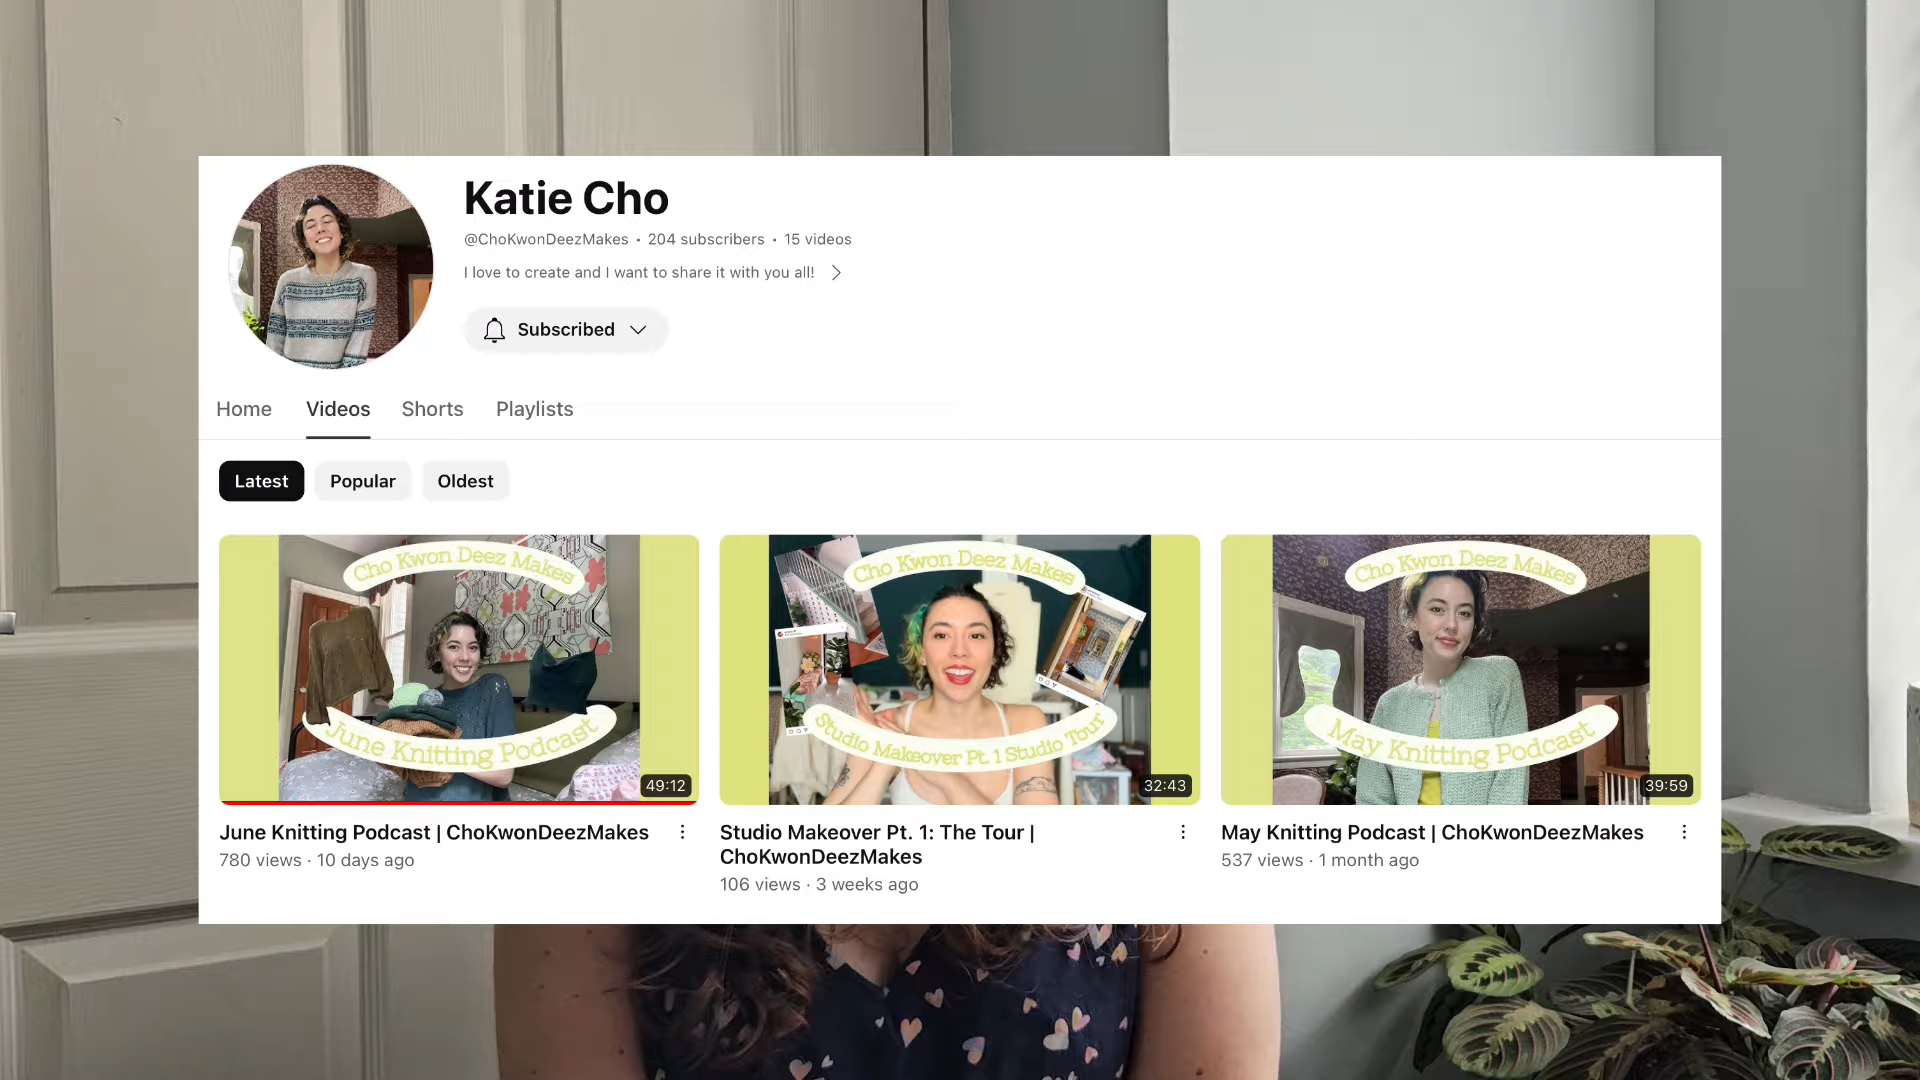 Katie Cho
@ChoKwonDeezMakes • 204 subscribers • 15 videos
I love to create and I want to share it with you all!
Subscribed
Home Videos Shorts Playlists
Latest Popular Oldest
Cho Kwon Deez Makes
June Knitting Podcast
49:12
Cho Kwon Deez Makes
Studio Makeover Pt. 1 Studio Tour
32:43
Cho Kwon Deez Makes
May Knitting Podcast
39:59
June Knitting Podcast | ChoKwonDeezMakes
780 views · 10 days ago
Studio Makeover Pt. 1: The Tour |
ChoKwonDeezMakes
106 views · 3 weeks ago
May Knitting Podcast | ChoKwonDeezMakes
537 views · 1 month ago